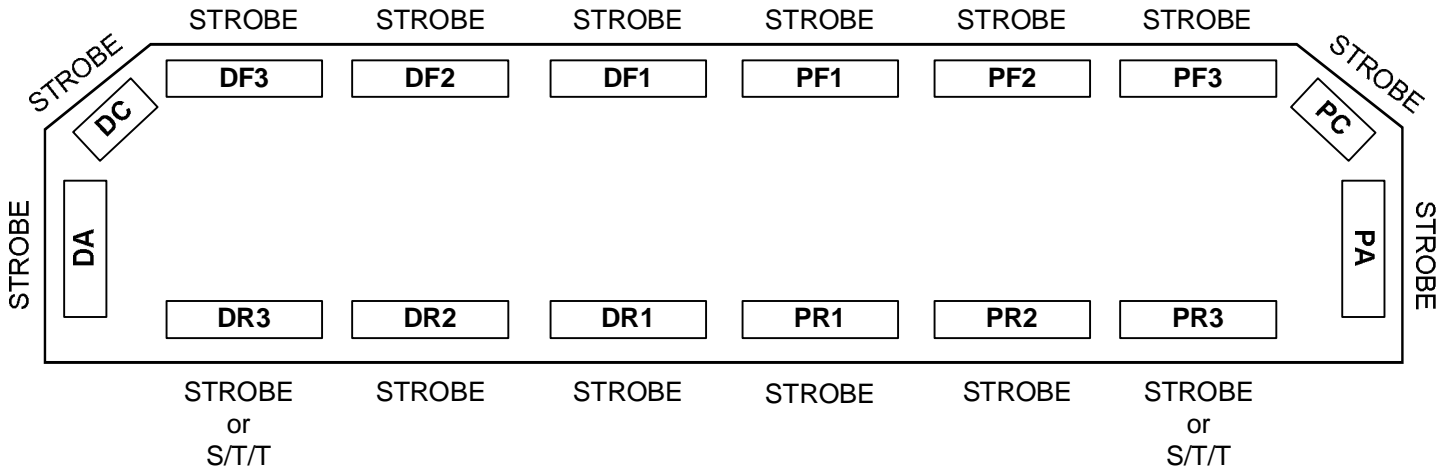 STROBE STROBE STROBE STROBE STROBE STROBE
STROBE STROBE
DF3 DF2 DF1 PF1 PF2 PF3
DC PC
STROBE DA PA STROBE
DR3 DR2 DR1 PR1 PR2 PR3
STROBE STROBE STROBE STROBE STROBE STROBE
or or
S/T/T S/T/T